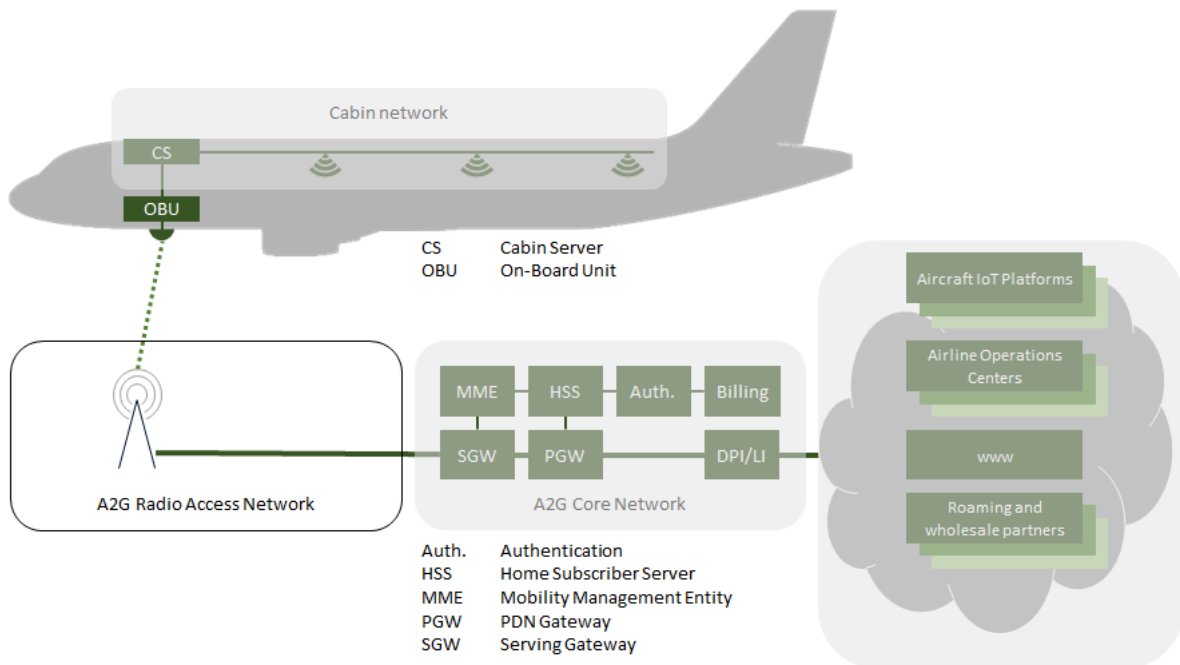 Cabin network
CS
OBU
CS Cabin Server
OBU On-Board Unit
Aircraft IoT Platforms
Airline Operations
Centers
www
Roaming and
wholesale partners
MME HSS Auth. Billing
SGW PGW DPI/LI
A2G Radio Access Network
A2G Core Network
Auth. Authentication
HSS Home Subscriber Server
MME Mobility Management Entity
PGW PDN Gateway
SGW Serving Gateway